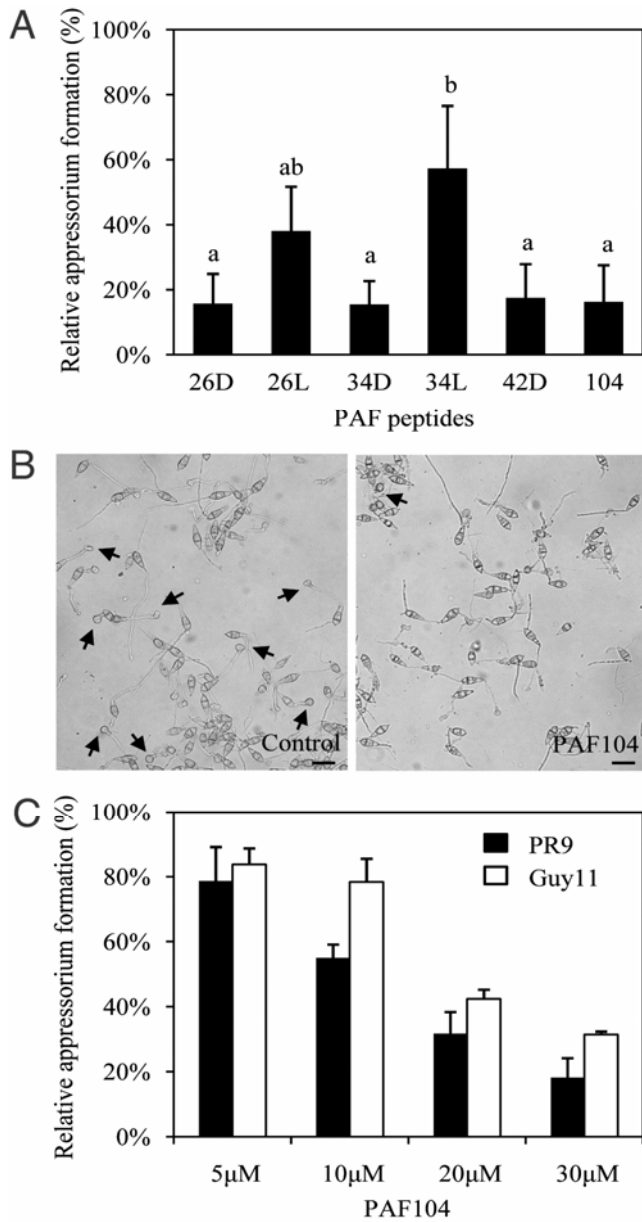 A
Relative appressorium formation (%)
100%
80%
60%
40%
20%
0%
a
ab
a
b
a
a
26D 26L 34D 34L 42D 104
PAF peptides
B
Control
PAF104
C
Relative appressorium formation (%)
100%
80%
60%
40%
20%
0%
PR9
Guy11
5μM 10μM 20μM 30μM
PAF104